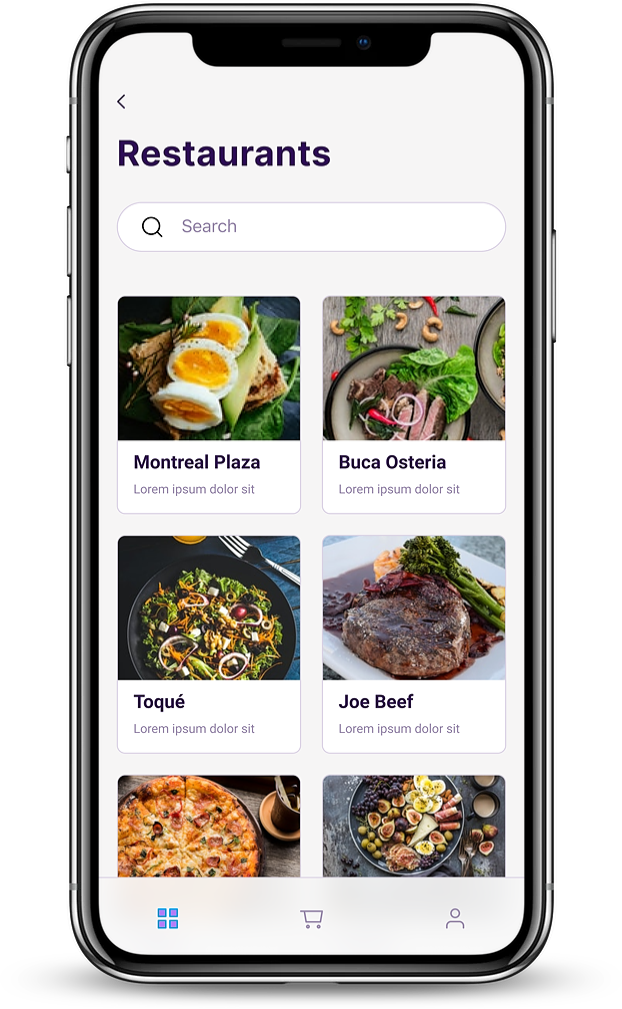 Restaurants
Search
Montreal Plaza
Lorem ipsum dolor sit
Buca Osteria
Lorem ipsum dolor sit
Toqué
Lorem ipsum dolor sit
Joe Beef
Lorem ipsum dolor sit